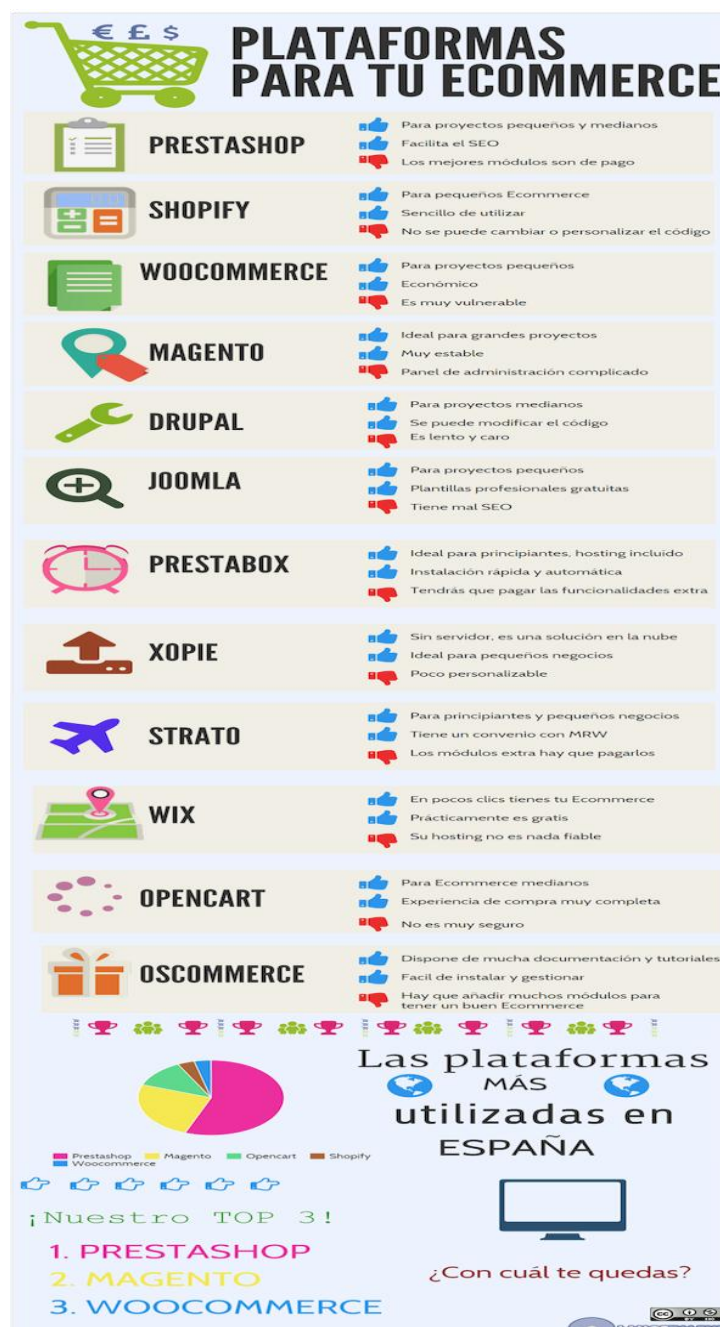 € £ $
PLATAFORMAS
PARA TU ECOMMERCE
PRESTASHOP
Para proyectos pequeños y medianos
Facilita el SEO
Los mejores módulos son de pago
SHOPIFY
Para pequeños Ecommerce
Sencillo de utilizar
No se puede cambiar o personalizar el código
WOOCOMMERCE
Para proyectos pequeños
Económico
Es muy vulnerable
MAGENTO
Ideal para grandes proyectos
Muy estable
Panel de administración complicado
DRUPAL
Para proyectos medianos
Se puede modificar el código
Es lento y caro
JOOMLA
Para proyectos pequeños
Plantillas profesionales gratuitas
Tiene mal SEO
PRESTABOX
Ideal para principiantes, hosting incluido
Instalación rápida y automática
Tendrás que pagar las funcionalidades extra
XOPIE
Sin servidor, es una solución en la nube
Ideal para pequeños negocios
Poco personalizable
STRATO
Para principiantes y pequeños negocios
Tiene un convenio con MRW
Los módulos extra hay que pagarlos
WIX
En pocos clics tienes tu Ecommerce
Prácticamente es gratis
Su hosting no es nada fiable
OPENCART
Para Ecommerce medianos
Experiencia de compra muy completa
No es muy seguro
OSCOMMERCE
Dispone de mucha documentación y tutoriales
Facil de instalar y gestionar
Hay que añadir muchos módulos para
tener un buen Ecommerce
Las plataformas
MÁS
utilizadas en
ESPAÑA
Prestashop Magento Opencart Shopify
Woocommerce
¡Nuestro TOP 3!
1. PRESTASHOP
2. MAGENTO
3. WOOCOMMERCE
¿Con cuál te quedas?